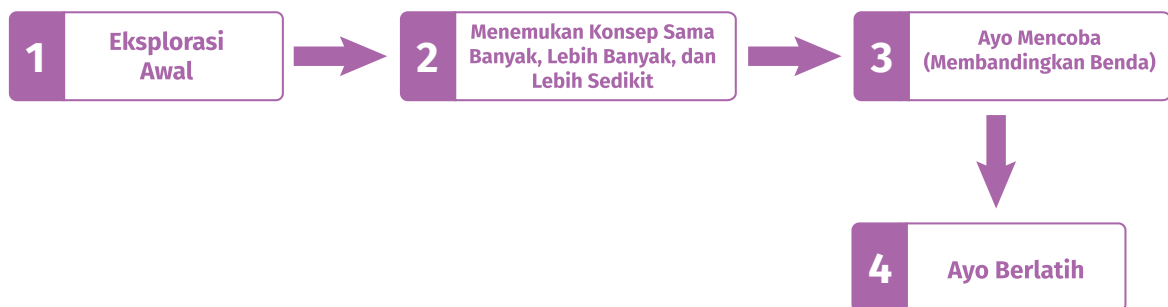 1
Eksplorasi
Awal
2
Menemukan Konsep Sama
Banyak, Lebih Banyak, dan
Lebih Sedikit
3
Ayo Mencoba
(Membandingkan Benda)
4
Ayo Berlatih